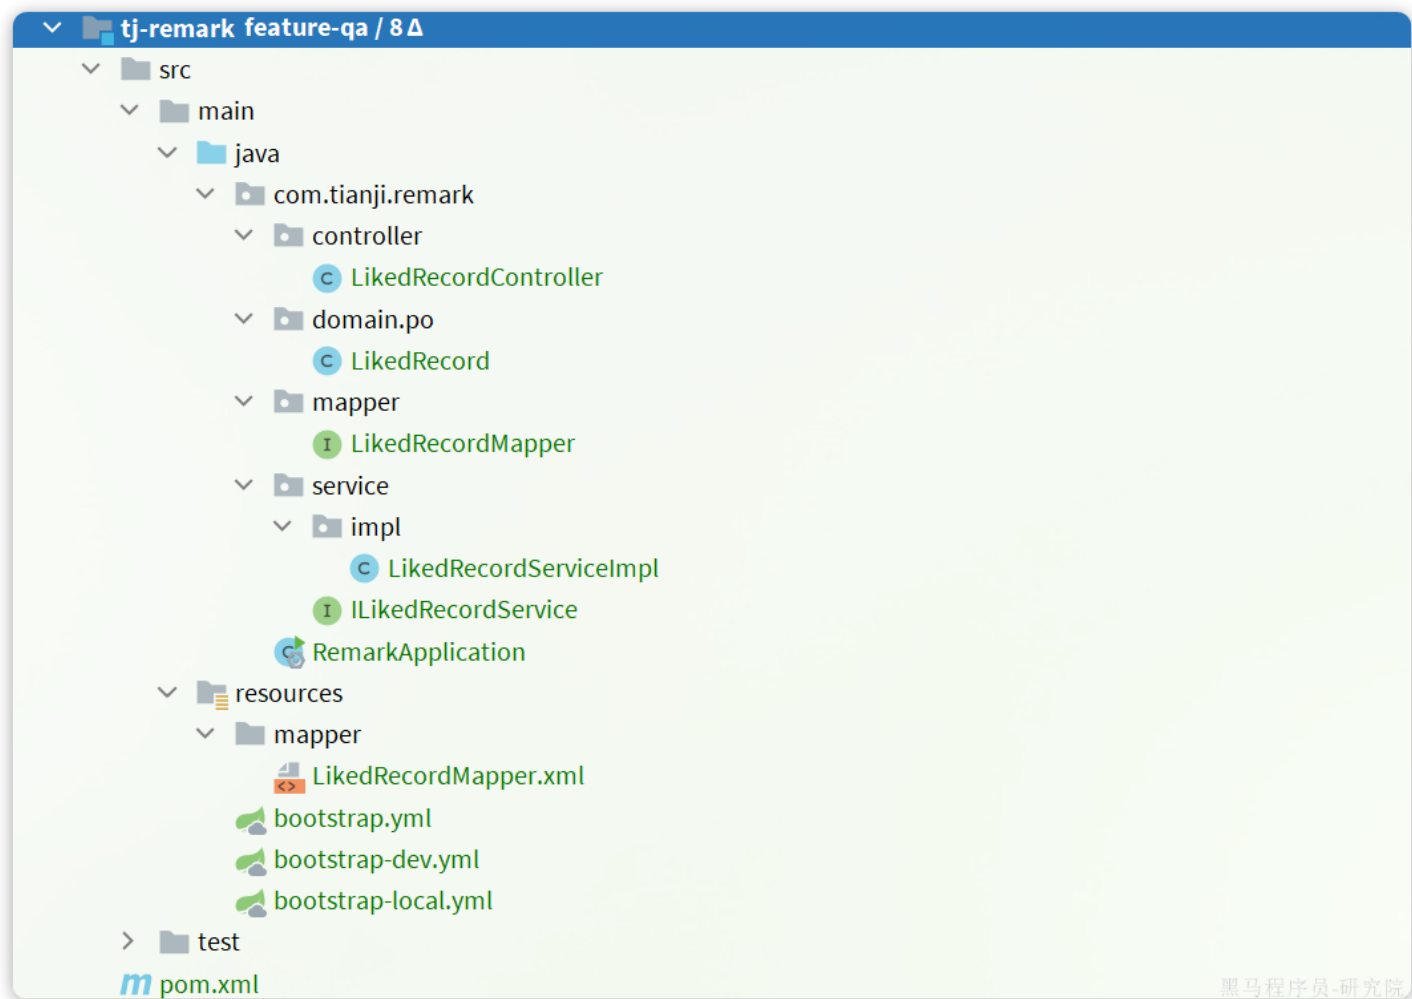 tj-remark feature-qa / 8 Δ
src
main
java
com.tianji.remark
controller
C LikedRecordController
domain.po
C LikedRecord
mapper
I LikedRecordMapper
service
impl
C LikedRecordServiceImpl
I ILikedRecordService
C RemarkApplication
resources
mapper
<> LikedRecordMapper.xml
bootstrap.yml
bootstrap-dev.yml
bootstrap-local.yml
test
m pom.xml
黑马程序员-研究院